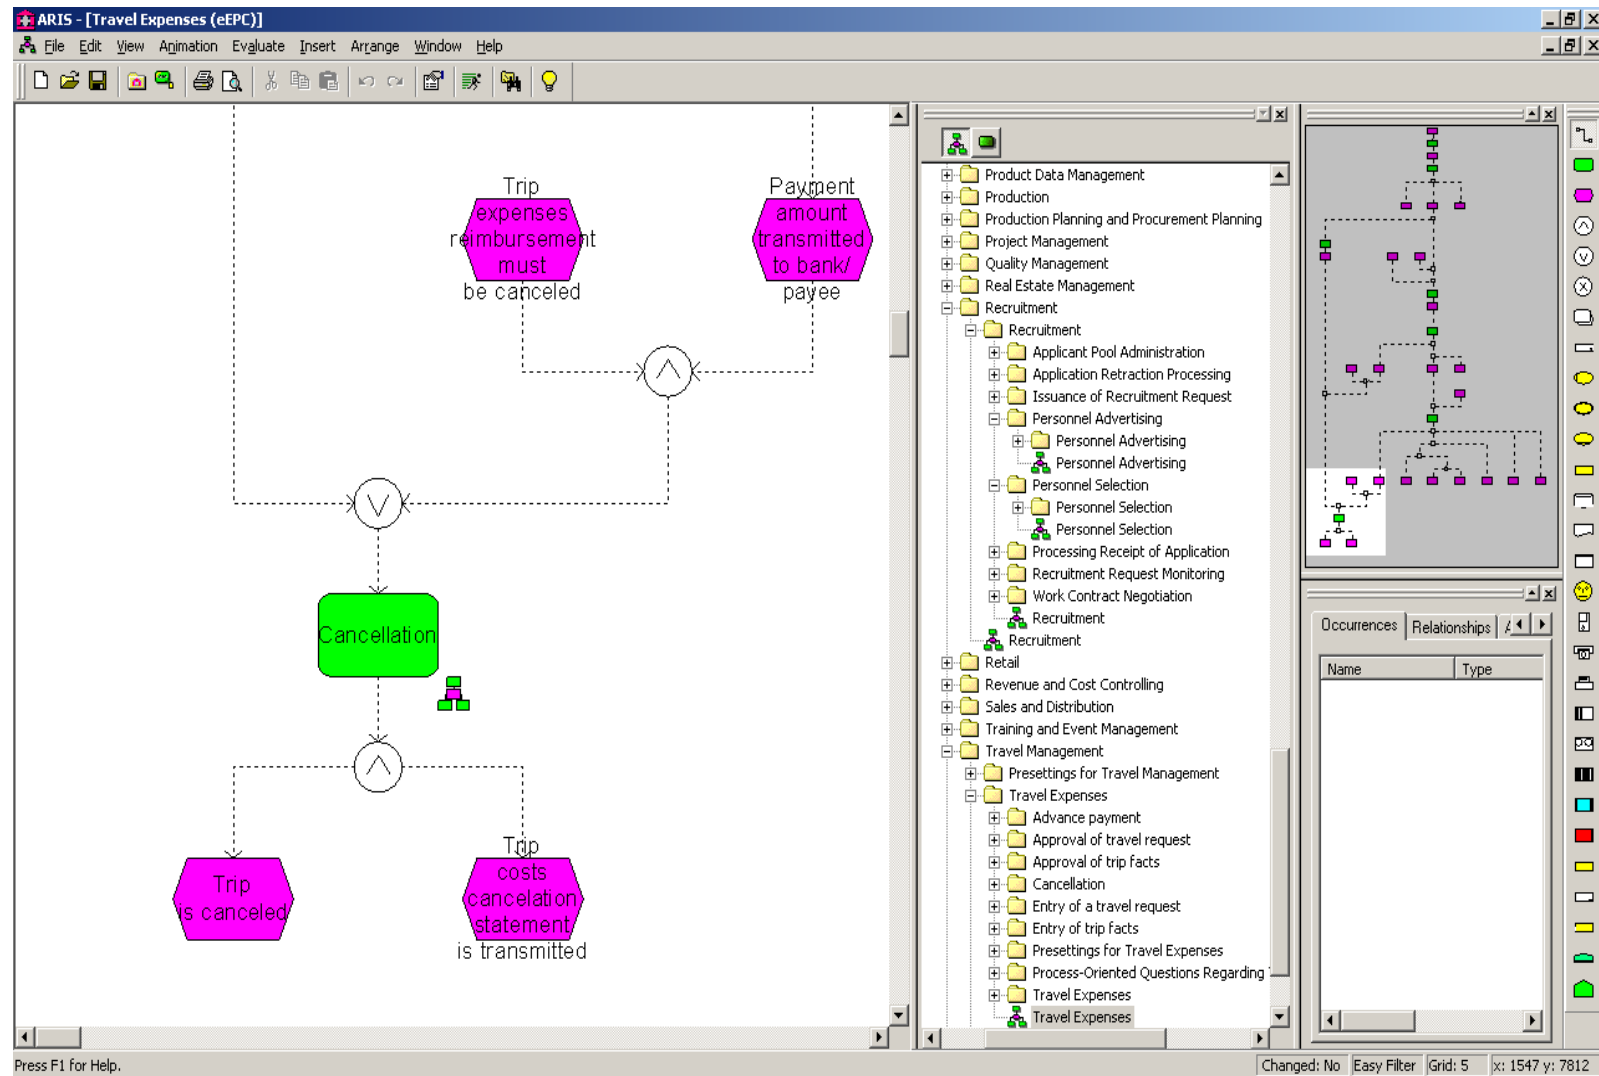 ARIS - [Travel Expenses (eEPC)]
File Edit View Animation Evaluate Insert Arrange Window Help
Trip
expenses
reimbursement
must
be canceled
Payment
amount
transmitted
to bank/
payee
Cancellation
Trip
is canceled
Trip
costs
cancelation
statement
is transmitted
Product Data Management
Production
Production Planning and Procurement Planning
Project Management
Quality Management
Real Estate Management
Recruitment
Recruitment
Applicant Pool Administration
Application Retraction Processing
Issuance of Recruitment Request
Personnel Advertising
Personnel Advertising
Personnel Advertising
Personnel Selection
Personnel Selection
Personnel Selection
Processing Receipt of Application
Recruitment Request Monitoring
Work Contract Negotiation
Recruitment
Recruitment
Retail
Revenue and Cost Controlling
Sales and Distribution
Training and Event Management
Travel Management
Presettings for Travel Management
Travel Expenses
Advance payment
Approval of travel request
Approval of trip facts
Cancellation
Entry of a travel request
Entry of trip facts
Presettings for Travel Expenses
Process-Oriented Questions Regarding
Travel Expenses
Travel Expenses
Occurrences Relationships
Name Type
Press F1 for Help.
Changed: No Easy Filter Grid: 5 x: 1547 y: 7812